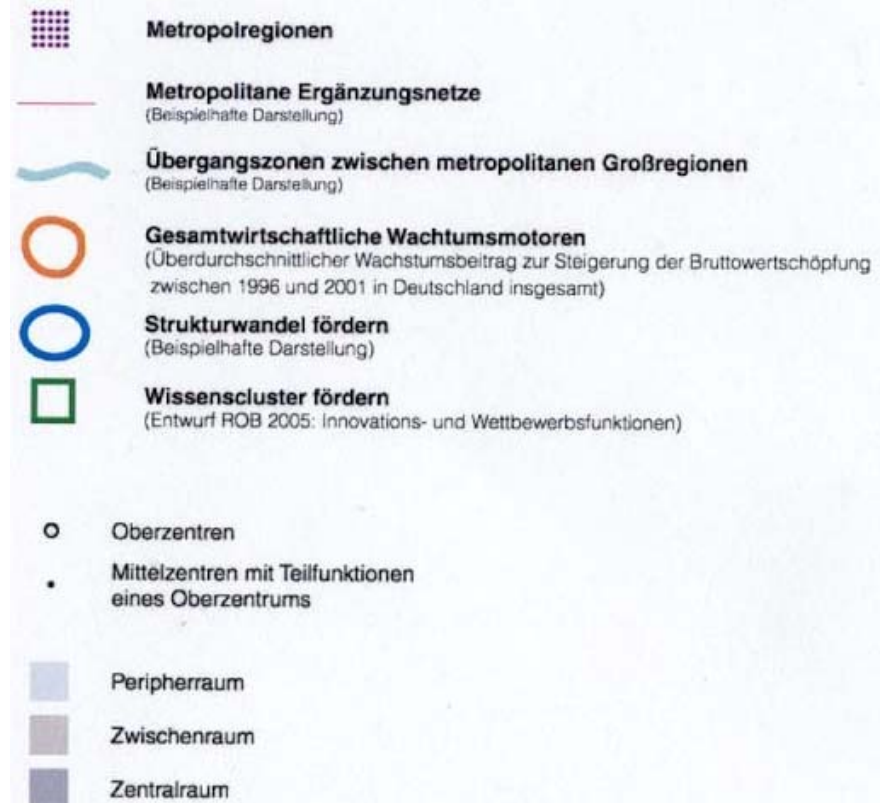 Metropolregionen
Metropolitane Ergänzungsnetze
(Beispielhafte Darstellung)
Übergangszonen zwischen metropolitanen Großregionen
(Beispielhafte Darstellung)
Gesamtwirtschaftliche Wachtumsmotoren
(Überdurchschnittlicher Wachstumsbeitrag zur Steigerung der Bruttowertschöpfung
zwischen 1996 und 2001 in Deutschland insgesamt)
Strukturwandel fördern
(Beispielhafte Darstellung)
Wissenscluster fördern
(Entwurf ROB 2005: Innovations- und Wettbewerbsfunktionen)
Oberzentren
Mittelzentren mit Teilfunktionen
eines Oberzentrums
Peripherraum
Zwischenraum
Zentralraum